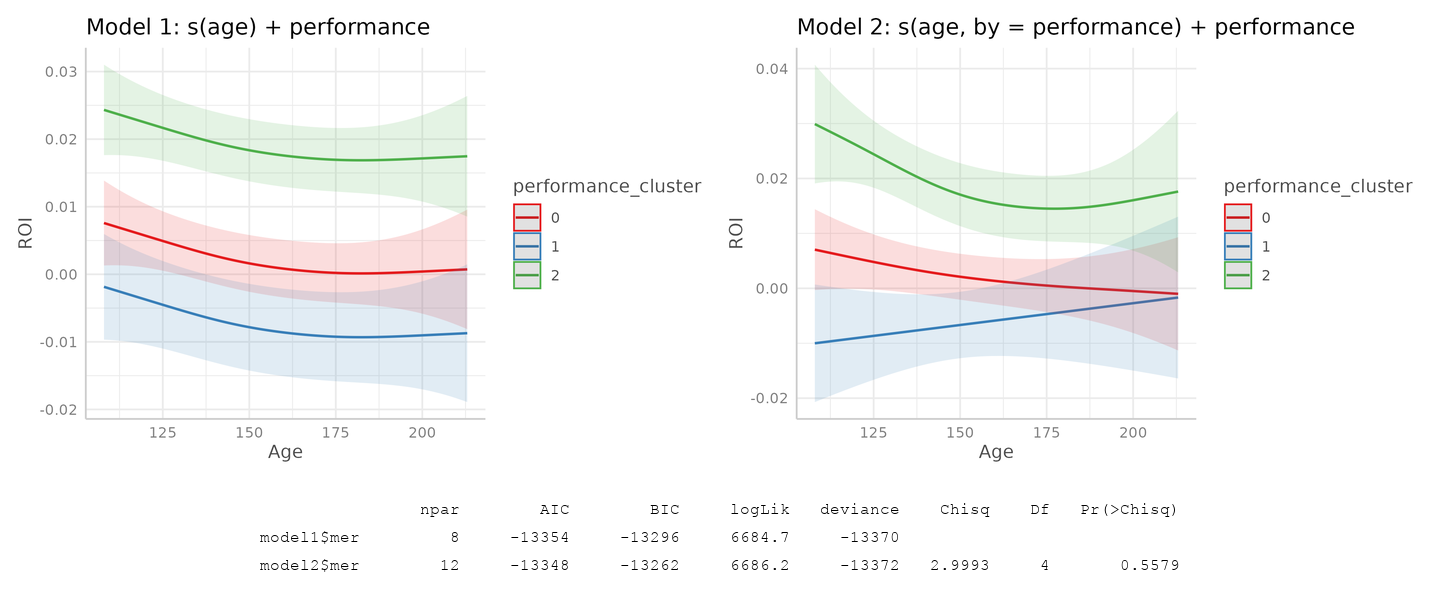 Model 1: s(age) + performance
0.03
0.02
0.01
0.00
-0.01
-0.02
ROI
125 150 175 200
Age
performance_cluster
0
1
2
Model 2: s(age, by = performance) + performance
0.04
0.02
0.00
-0.02
ROI
125 150 175 200
Age
performance_cluster
0
1
2
npar AIC BIC logLik deviance Chisq Df Pr(>Chisq)
model1$mer 8 -13354 -13296 6684.7 -13370
model2$mer 12 -13348 -13262 6686.2 -13372 2.9993 4 0.5579